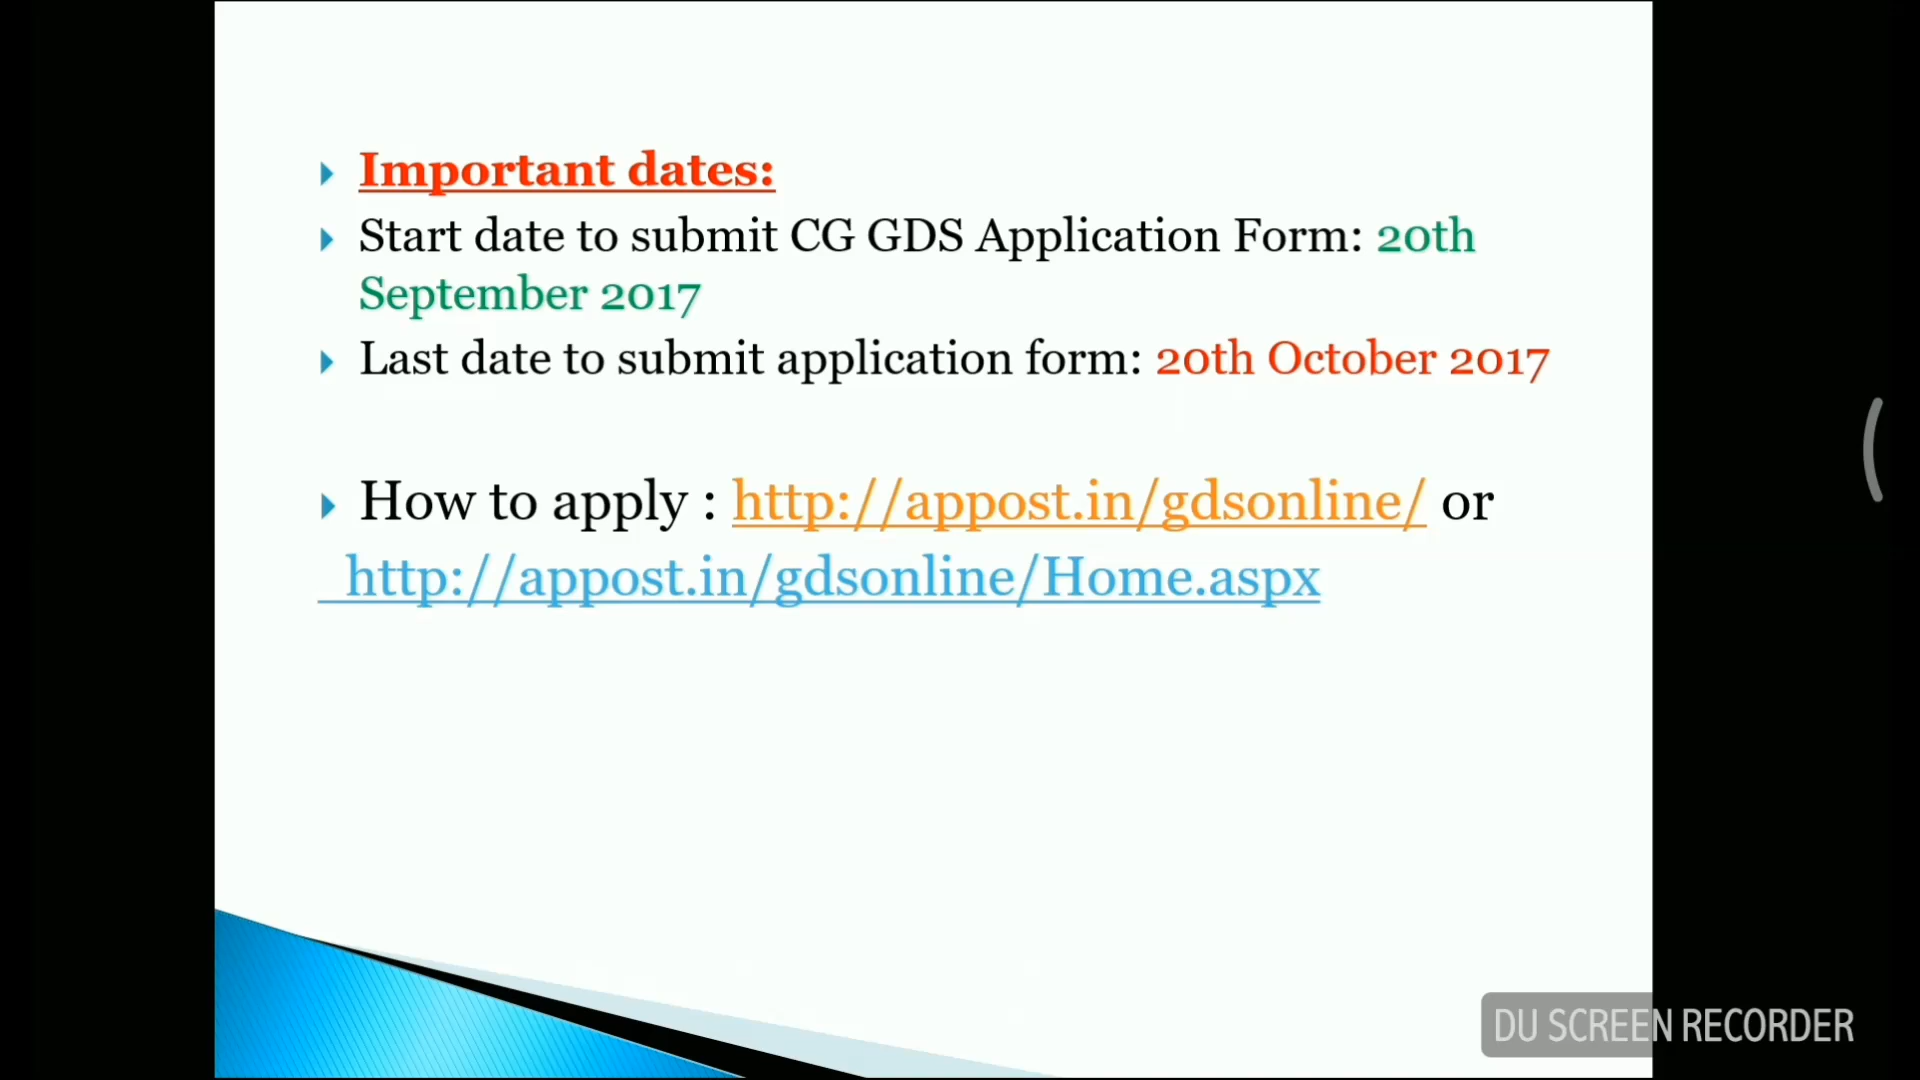 Important dates:
Start date to submit CG GDS Application Form: 20th
September 2017
Last date to submit application form: 20th October 2017
How to apply : http://appost.in/gdsonline/ or
http://appost.in/gdsonline/Home.aspx
DU SCREEN RECORDER